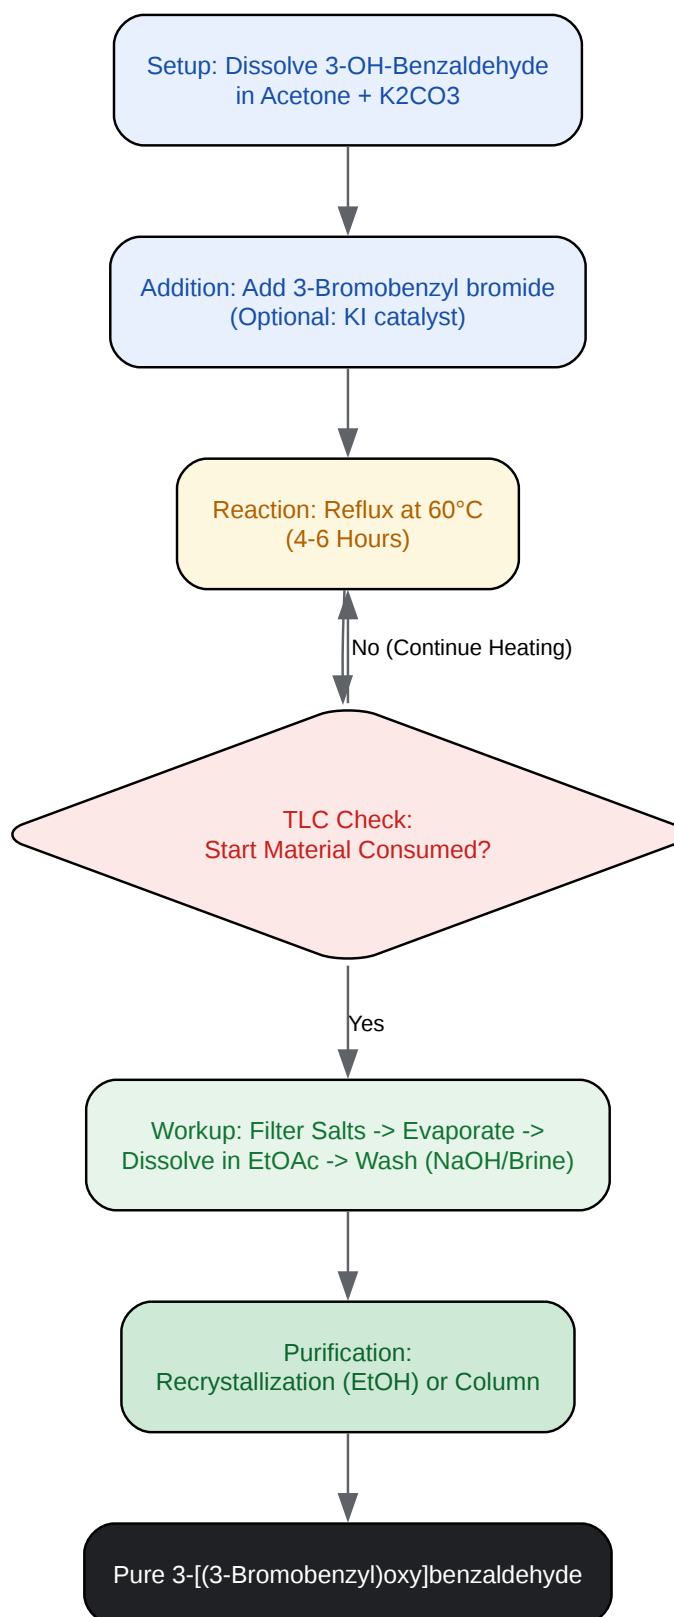 Setup: Dissolve 3-OH-Benzaldehyde
in Acetone + K2CO3
Addition: Add 3-Bromobenzyl bromide
(Optional: KI catalyst)
Reaction: Reflux at 60°C
(4-6 Hours)
No (Continue Heating)
TLC Check:
Start Material Consumed?
Yes
Workup: Filter Salts -> Evaporate ->
Dissolve in EtOAc -> Wash (NaOH/Brine)
Purification:
Recrystallization (EtOH) or Column
Pure 3-[(3-Bromobenzyl)oxy]benzaldehyde